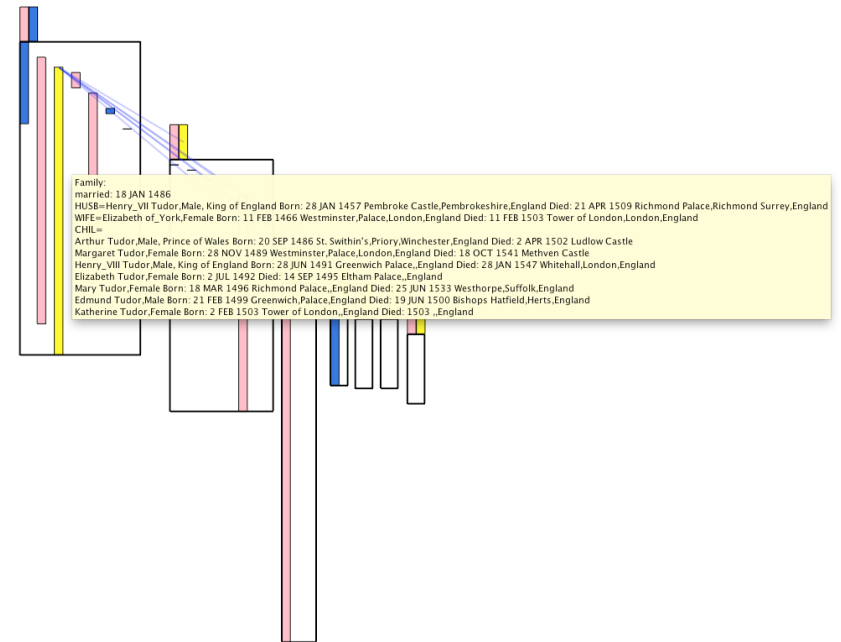 Family:
married: 18 JAN 1486
HUSB=Henry_VII Tudor,Male, King of England Born: 28 JAN 1457 Pembroke Castle,Pembrokeshire,England Died: 21 APR 1509 Richmond Palace,Richmond Surrey,England
WIFE=Elizabeth of_York,Female Born: 11 FEB 1466 Westminster,Palace,London,England Died: 11 FEB 1503 Tower of London,London,England
CHIL=
Arthur Tudor,Male, Prince of Wales Born: 20 SEP 1486 St. Swithin's,Priory,Winchester,England Died: 2 APR 1502 Ludlow Castle
Margaret Tudor,Female Born: 28 NOV 1489 Westminster,Palace,London,England Died: 18 OCT 1541 Methven Castle
Henry_VIII Tudor,Male, King of England Born: 28 JUN 1491 Greenwich Palace,,England Died: 28 JAN 1547 Whitehall,London,England
Elizabeth Tudor,Female Born: 2 JUL 1492 Died: 14 SEP 1495 Eltham Palace,,England
Mary Tudor,Female Born: 18 MAR 1496 Richmond Palace,,England Died: 25 JUN 1533 Westhorpe,Suffolk,England
Edmund Tudor,Male Born: 21 FEB 1499 Greenwich,Palace,England Died: 19 JUN 1500 Bishops Hatfield,Herts,England
Katherine Tudor,Female Born: 2 FEB 1503 Tower of London,,England Died: 1503 ,,England